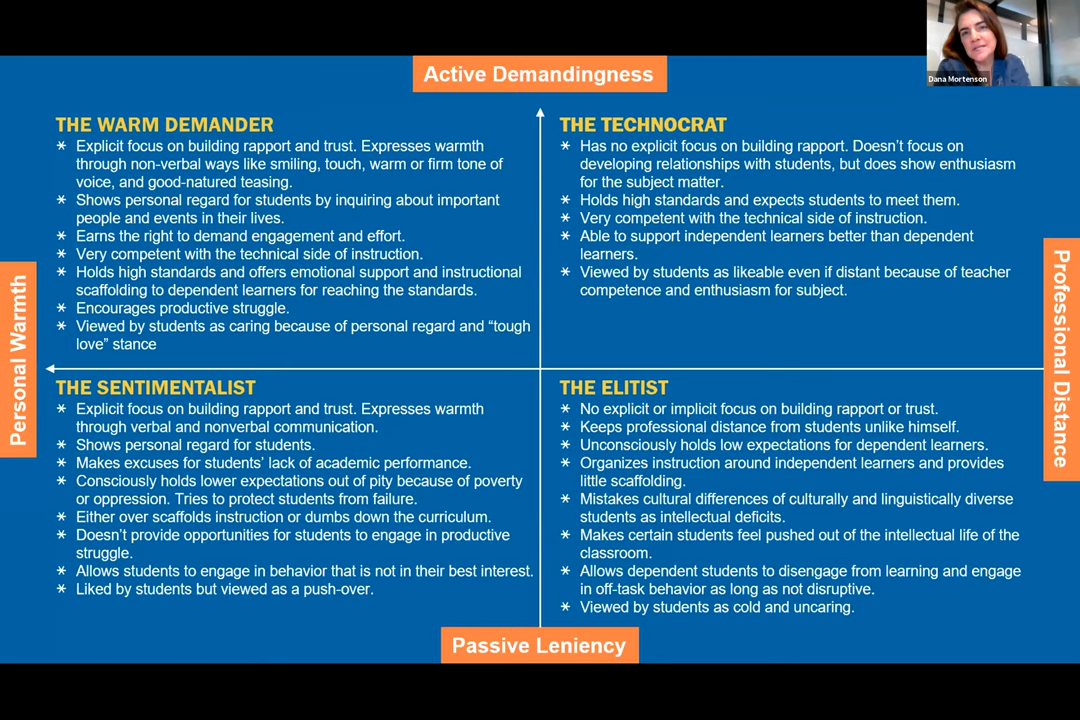 Active Demandingness
Dana Mortenson
THE WARM DEMANDER
* Explicit focus on building rapport and trust. Expresses warmth
through non-verbal ways like smiling, touch, warm or firm tone of
voice, and good-natured teasing.
* Shows personal regard for students by inquiring about important
people and events in their lives.
* Earns the right to demand engagement and effort.
* Very competent with the technical side of instruction.
* Holds high standards and offers emotional support and instructional
scaffolding to dependent learners for reaching the standards.
* Encourages productive struggle.
* Viewed by students as caring because of personal regard and “tough
love” stance
THE TECHNOCRAT
* Has no explicit focus on building rapport. Doesn’t focus on
developing relationships with students, but does show enthusiasm
for the subject matter.
* Holds high standards and expects students to meet them.
* Very competent with the technical side of instruction.
* Able to support independent learners better than dependent
learners.
* Viewed by students as likeable even if distant because of teacher
competence and enthusiasm for subject.
Personal Warmth
Professional Distance
THE SENTIMENTALIST
* Explicit focus on building rapport and trust. Expresses warmth
through verbal and nonverbal communication.
* Shows personal regard for students.
* Makes excuses for students’ lack of academic performance.
* Consciously holds lower expectations out of pity because of poverty
or oppression. Tries to protect students from failure.
* Either over scaffolds instruction or dumbs down the curriculum.
* Doesn’t provide opportunities for students to engage in productive
struggle.
* Allows students to engage in behavior that is not in their best interest.
* Liked by students but viewed as a push-over.
THE ELITIST
* No explicit or implicit focus on building rapport or trust.
* Keeps professional distance from students unlike himself.
* Unconsciously holds low expectations for dependent learners.
* Organizes instruction around independent learners and provides
little scaffolding.
* Mistakes cultural differences of culturally and linguistically diverse
students as intellectual deficits.
* Makes certain students feel pushed out of the intellectual life of the
classroom.
* Allows dependent students to disengage from learning and engage
in off-task behavior as long as not disruptive.
* Viewed by students as cold and uncaring.
Passive Leniency